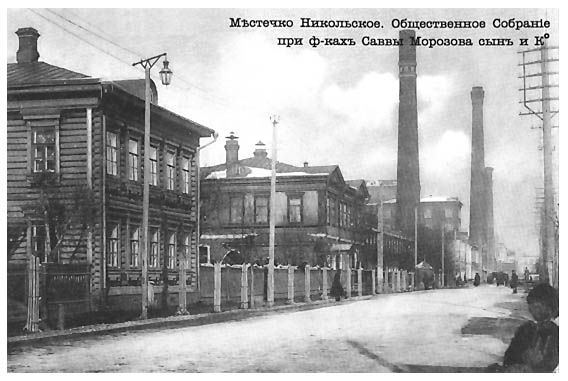 Мѣстечко Никольское. Общественное Собранiе
при ф-кахъ Саввы Морозова сынъ и К°